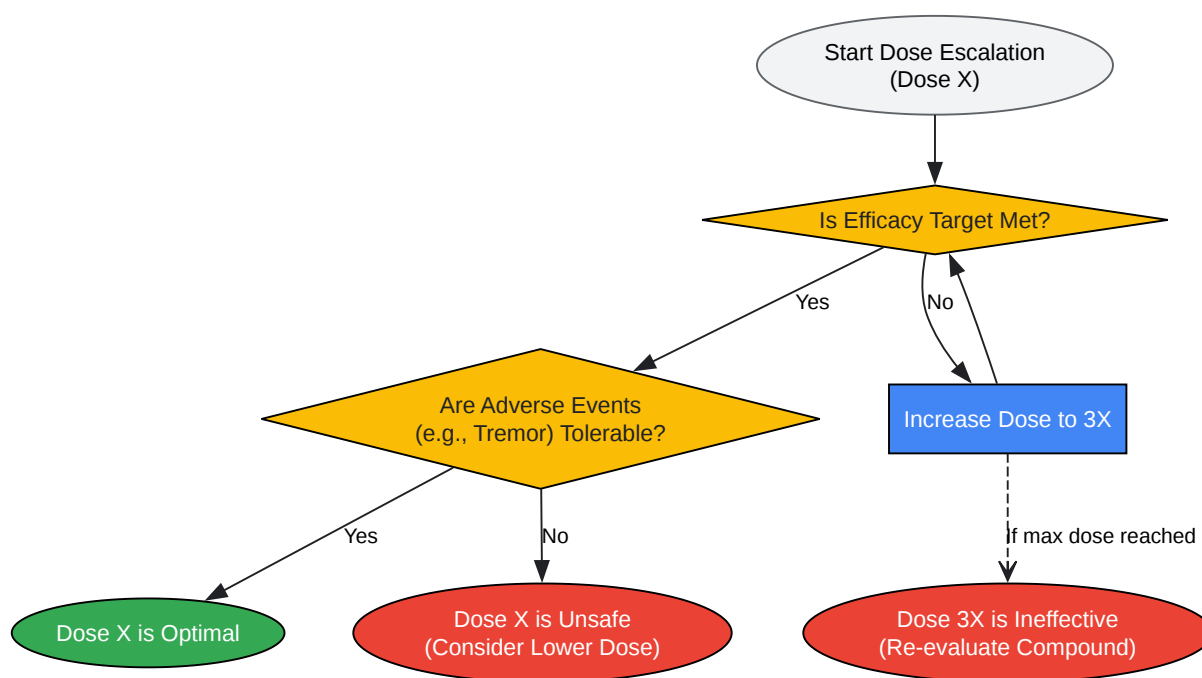 Start Dose Escalation
(Dose X)
Is Efficacy Target Met?
Yes
No
Are Adverse Events
(e.g., Tremor) Tolerable?
Increase Dose to 3X
Yes
No
If max dose reached
Dose X is Optimal
Dose X is Unsafe
(Consider Lower Dose)
Dose 3X is Ineffective
(Re-evaluate Compound)